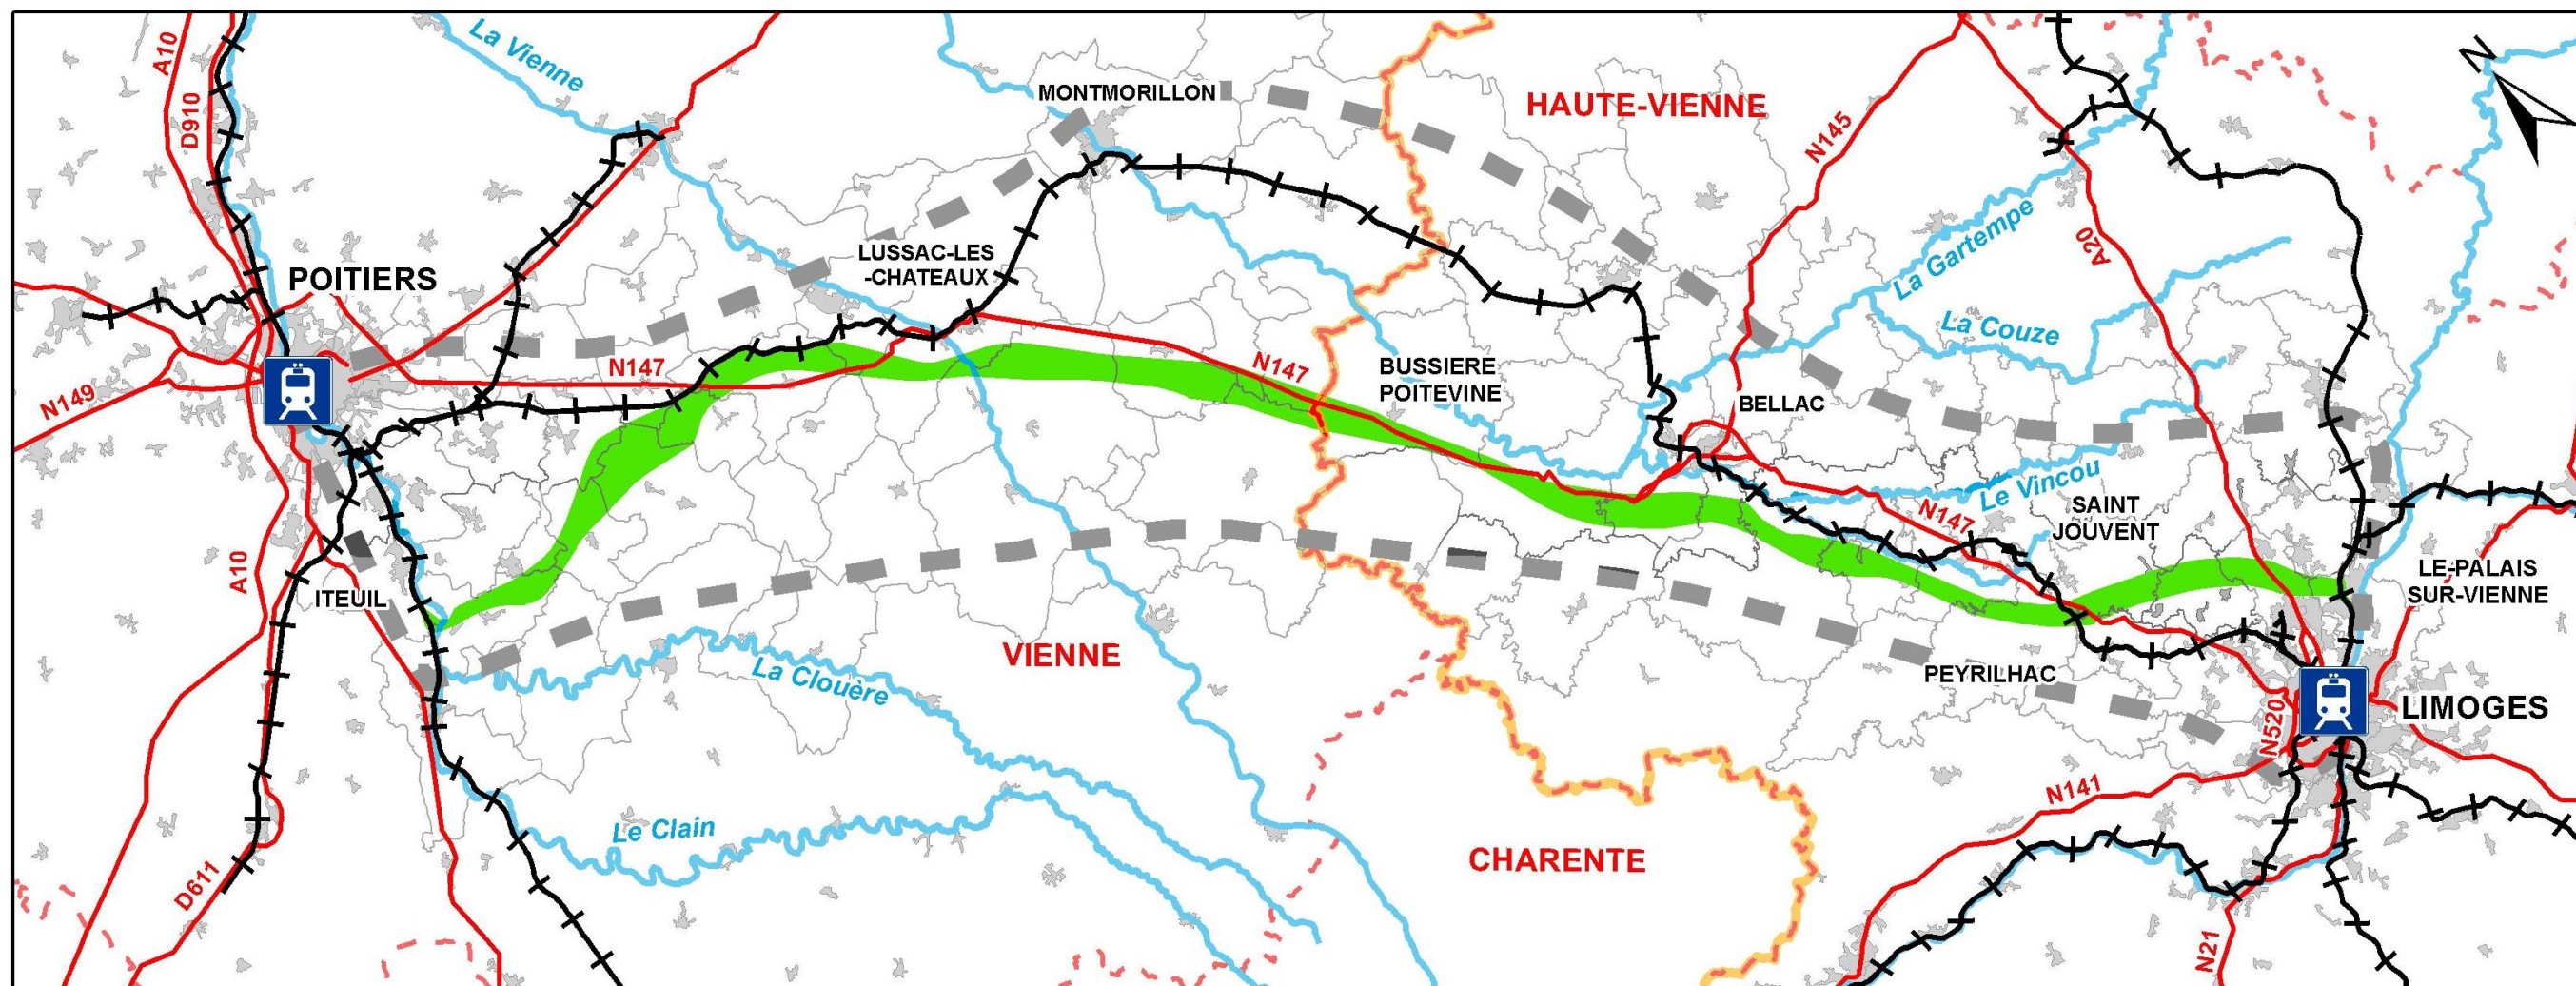 A10
D910
La Vienne
MONTMORILLON
HAUTE-VIENNE
N145
N
POITIERS
LUSSAC-LES
-CHATEAUX
La Gartempe
A20
La Couze
N149
N147
N147
BUSSIERE
POITEVINE
BELLAC
Le Vincou
SAINT
JOUVENT
N147
A10
ITEUIL
LE-PALAIS
SUR-VIENNE
VIENNE
La Clouère
PEYRILHAC
LIMOGES
N520
N141
Le Clain
CHARENTE
D611
N21